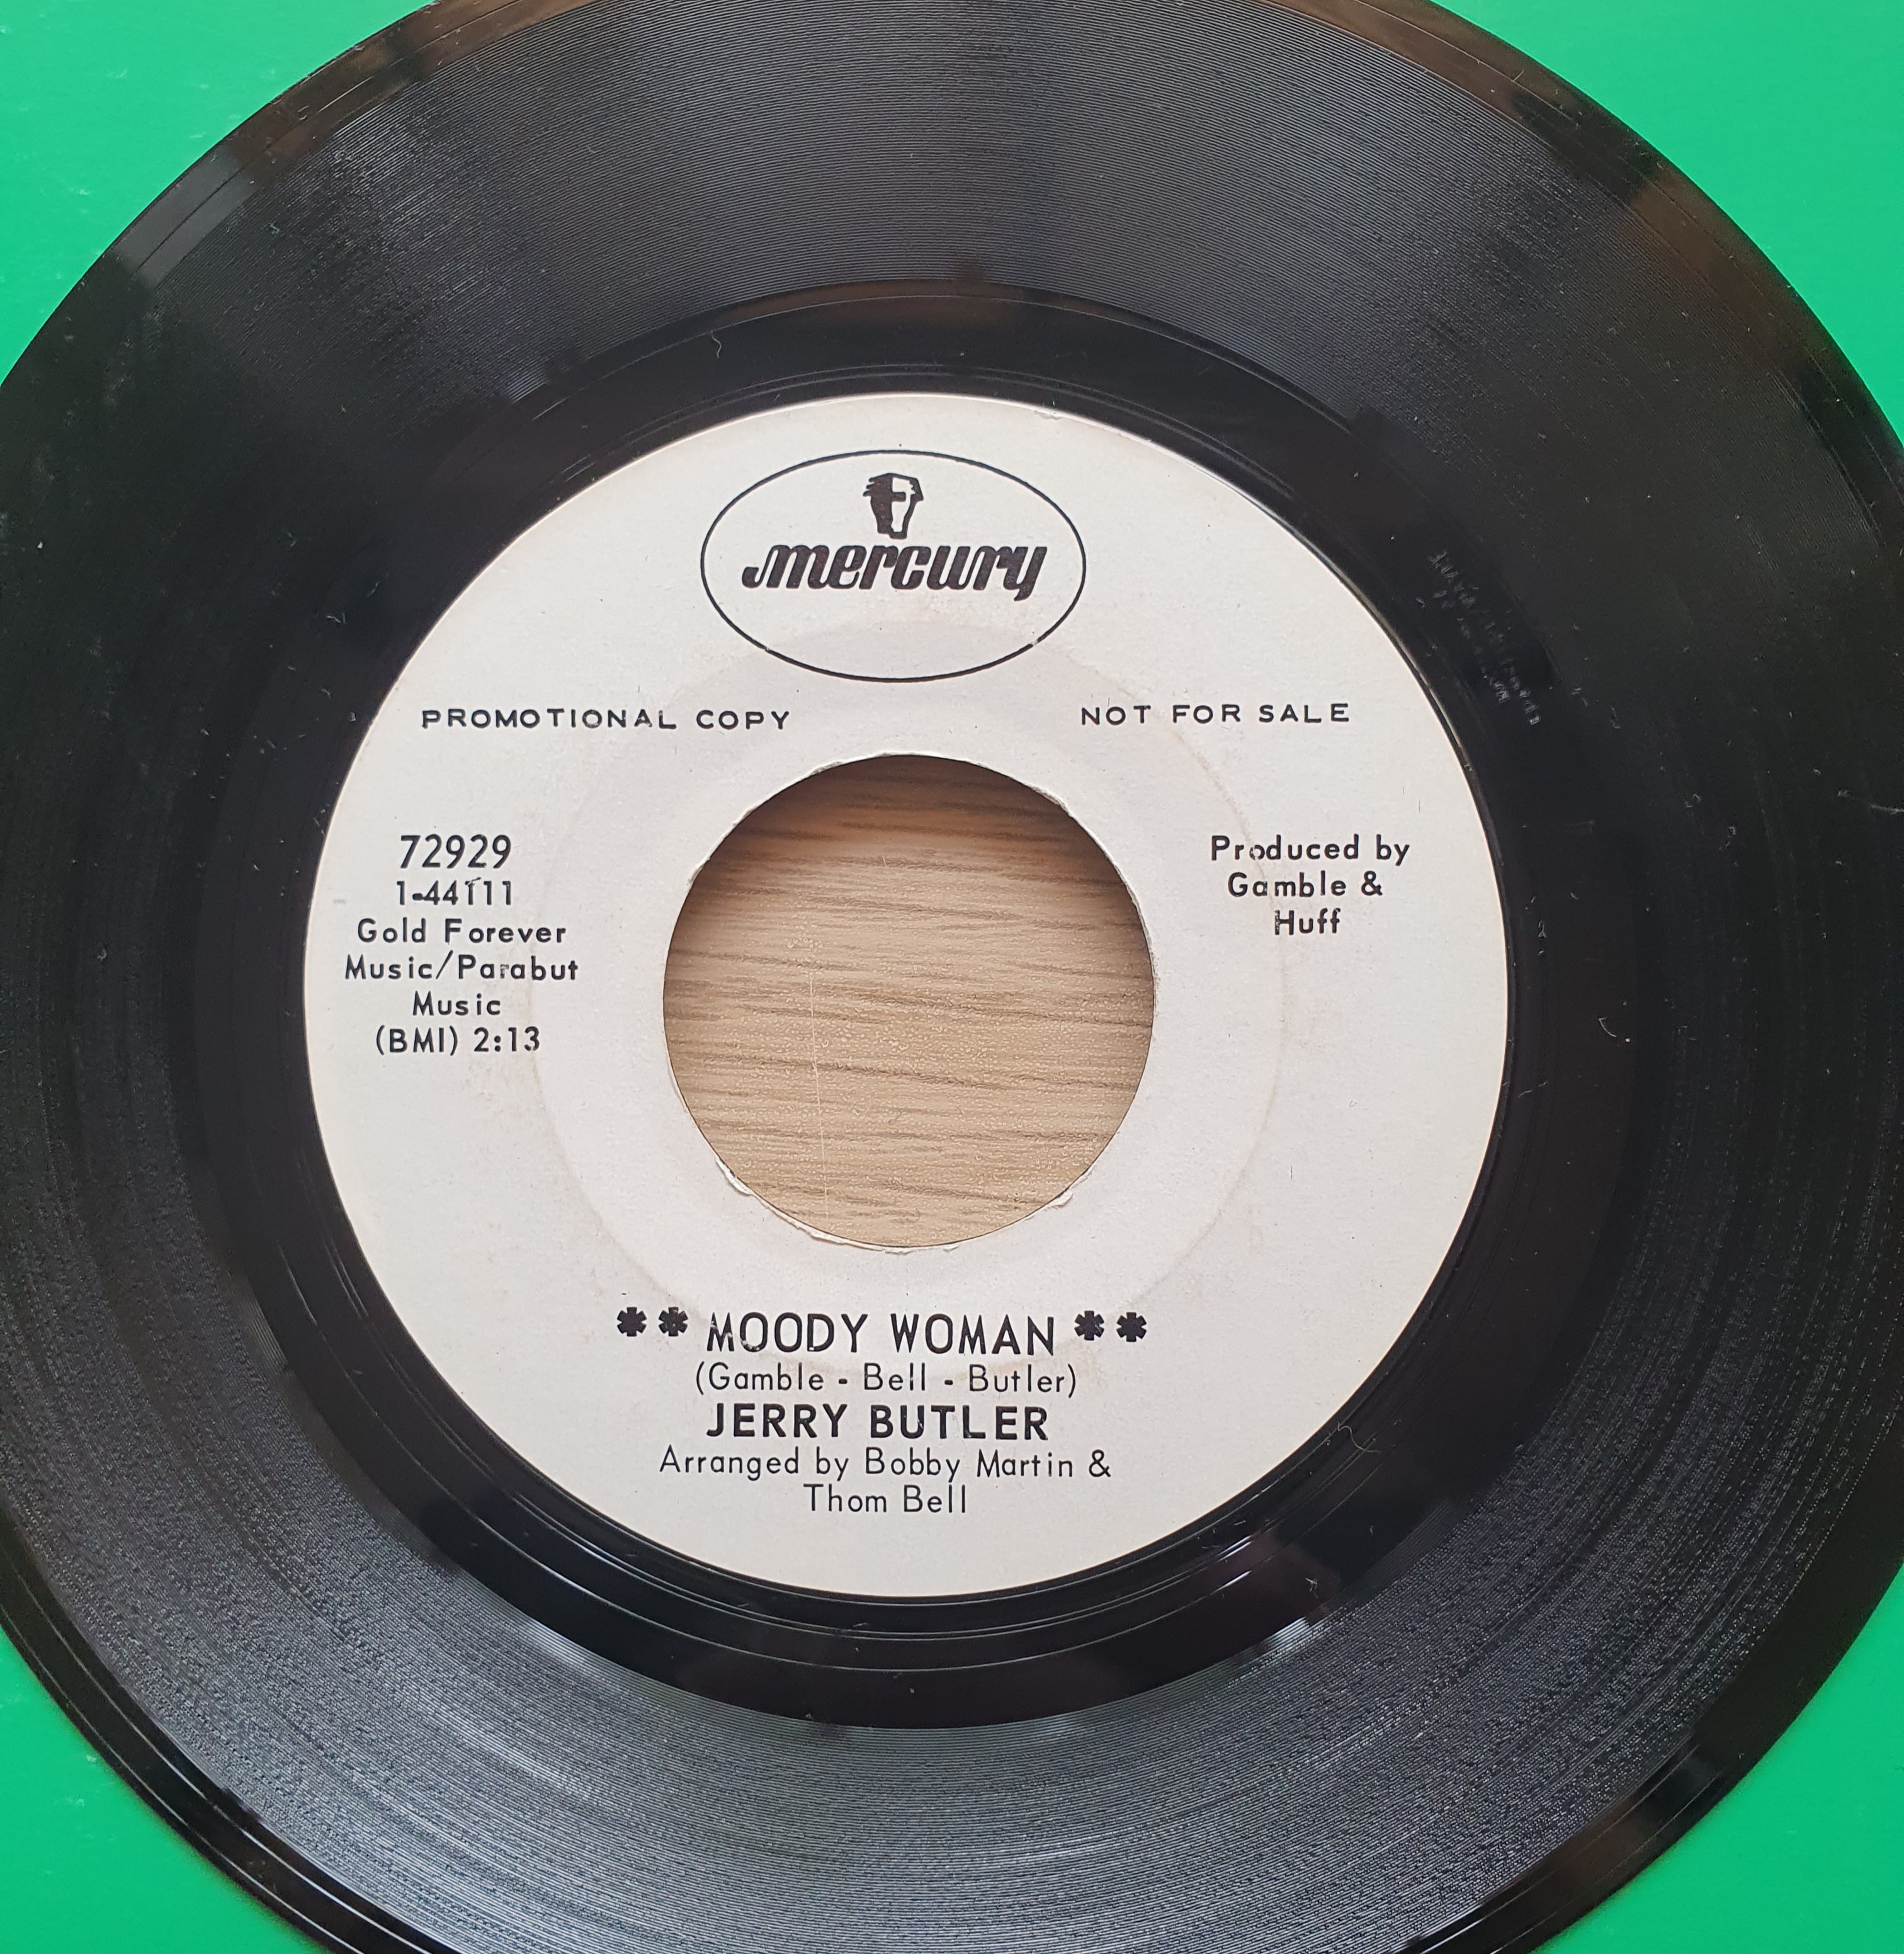 mercury
PROMOTIONAL COPY
NOT FOR SALE
72929
1-44111
Gold Forever
Music/Parabut
Music
(BMI) 2:13
Produced by
Gamble &
Huff
** MOODY WOMAN **
(Gamble - Bell - Butler)
JERRY BUTLER
Arranged by Bobby Martin &
Thom Bell